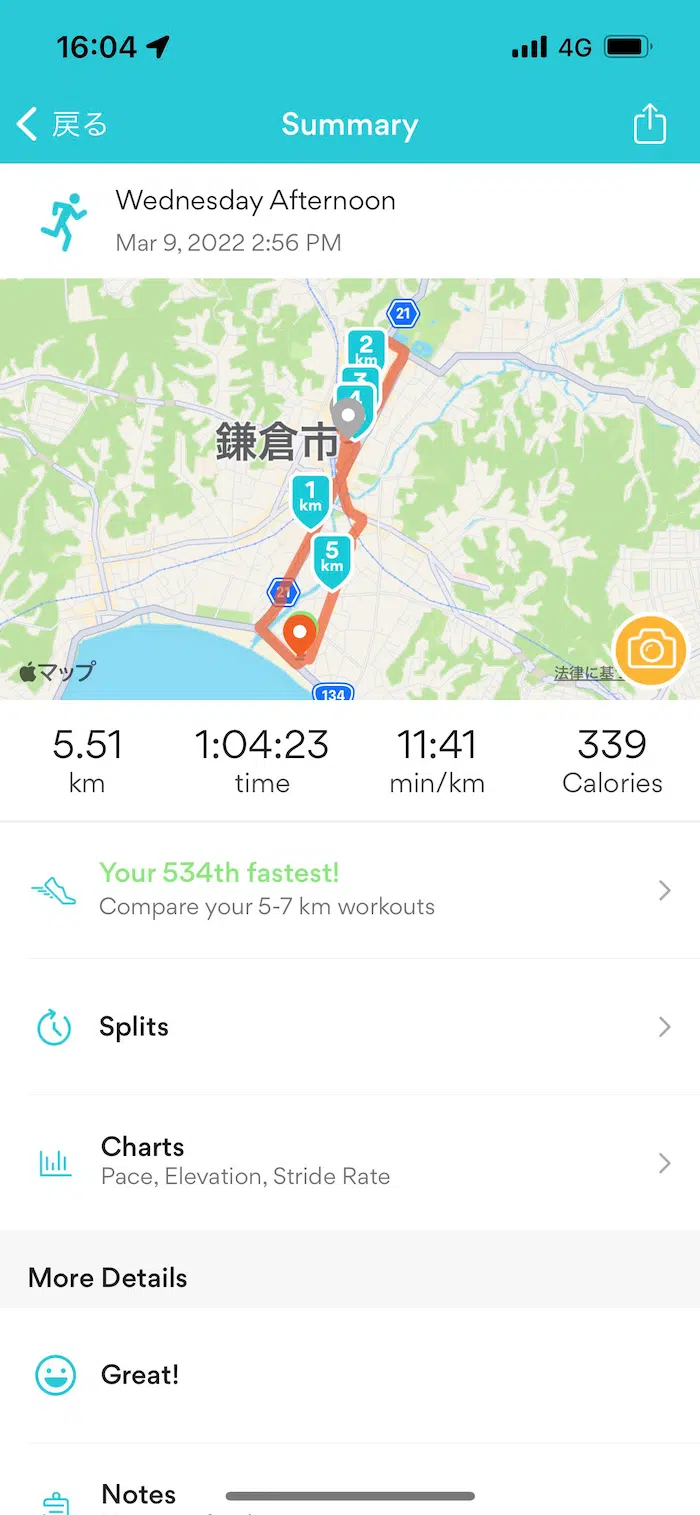 16:04
4G
戻る
Summary
Wednesday Afternoon
Mar 9, 2022 2:56 PM
21
2
km
3
4
鎌倉市
1
km
5
km
21
マップ
法律に基
134
5.51
1:04:23
11:41
339
km
time
min/km
Calories
Your 534th fastest!
Compare your 5-7 km workouts
Splits
Charts
Pace, Elevation, Stride Rate
More Details
Great!
Notes